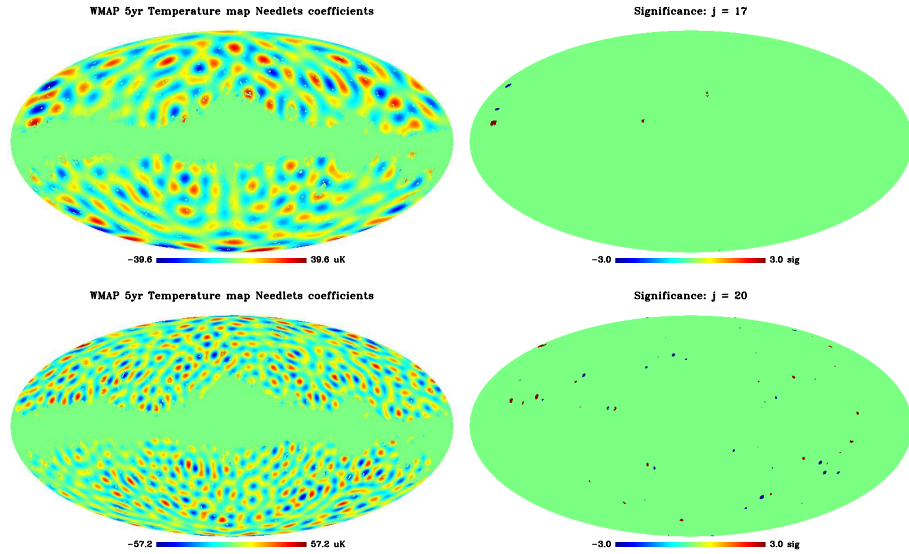 WMAP 5yr Temperature map Needlets coefficients
Significance: j = 17
-39.6 39.6 uK
-3.0 3.0 sig
WMAP 5yr Temperature map Needlets coefficients
Significance: j = 20
-57.2 57.2 uK
-3.0 3.0 sig